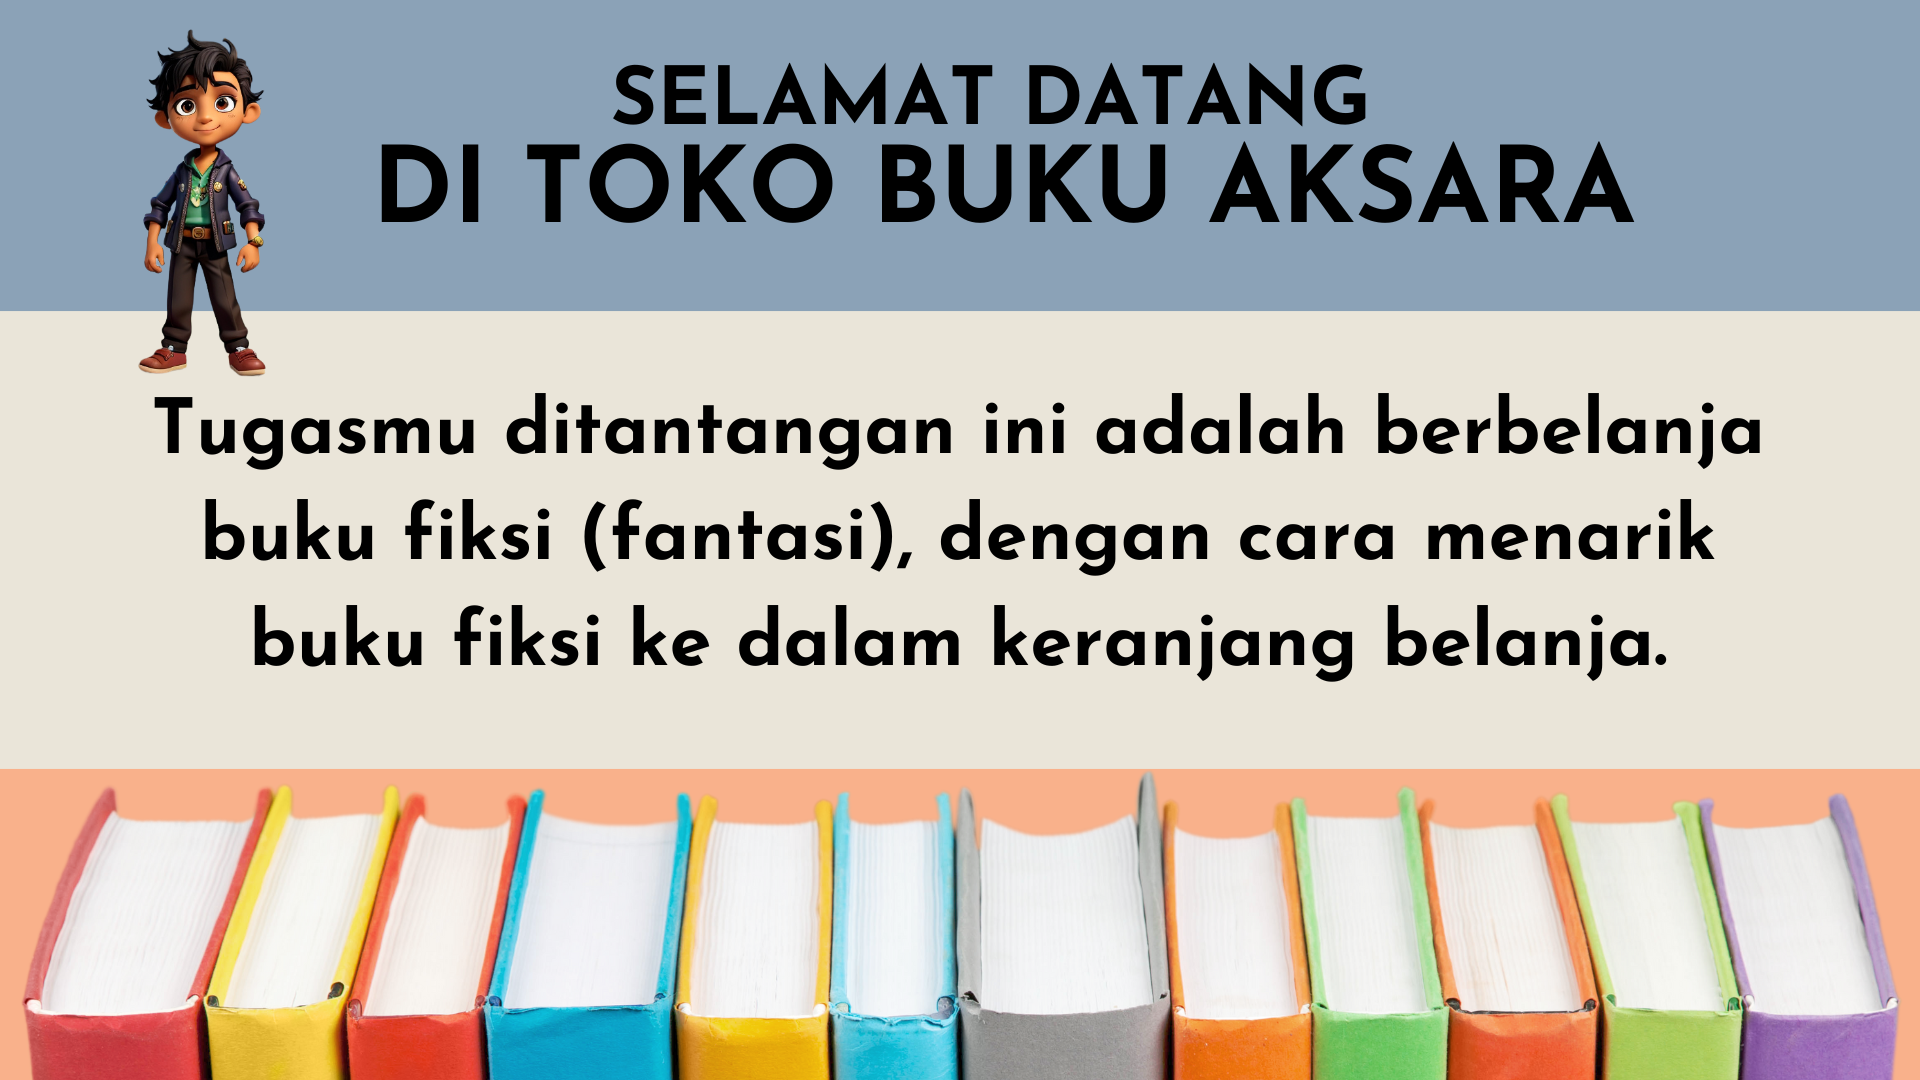 SELAMAT DATANG
DI TOKO BUKU AKSARA
Tugasmu ditantangan ini adalah berbelanja
buku fiksi (fantasi), dengan cara menarik
buku fiksi ke dalam keranjang belanja.